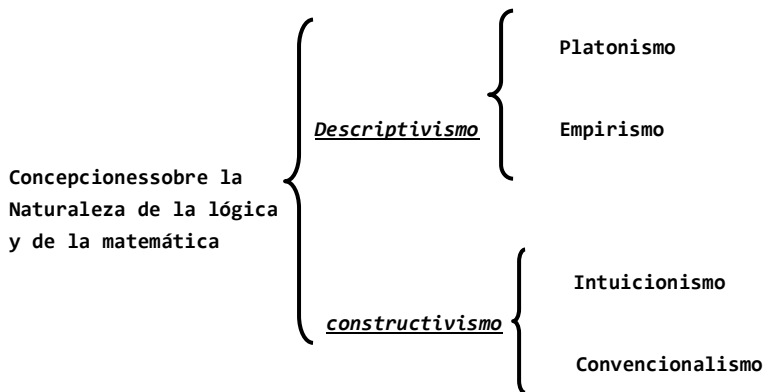 Platonismo
Descriptivismo
Empirismo
Concepcionessobre la
Naturaleza de la lógica
y de la matemática
Intuicionismo
constructivismo
Convencionalismo